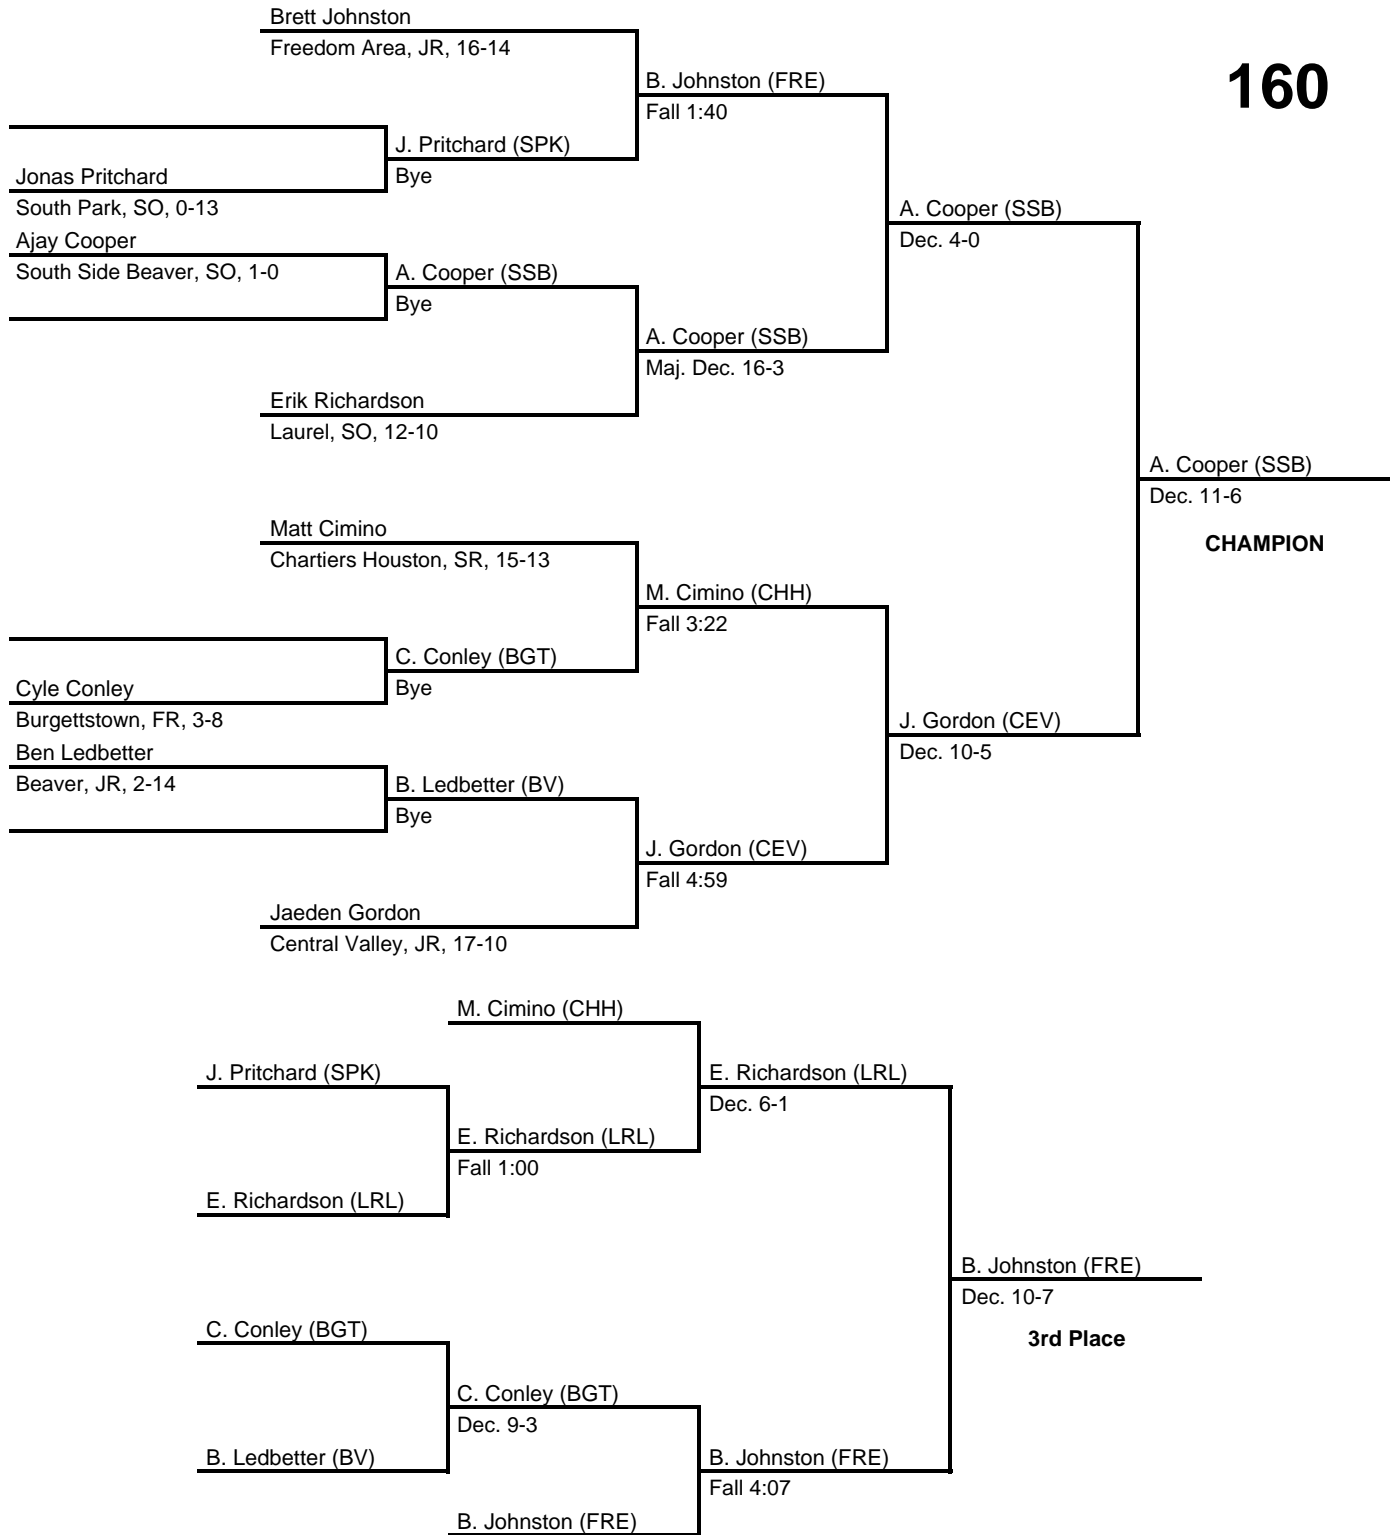 Brett Johnston
Freedom Area, JR, 16-14
160
B. Johnston (FRE)
Fall 1:40
J. Pritchard (SPK)
Bye
Jonas Pritchard
South Park, SO, 0-13
A. Cooper (SSB)
Dec. 4-0
Ajay Cooper
South Side Beaver, SO, 1-0
A. Cooper (SSB)
Bye
A. Cooper (SSB)
Maj. Dec. 16-3
Erik Richardson
Laurel, SO, 12-10
A. Cooper (SSB)
Dec. 11-6
CHAMPION
Matt Cimino
Chartiers Houston, SR, 15-13
M. Cimino (CHH)
Fall 3:22
C. Conley (BGT)
Bye
Cyle Conley
Burgettstown, FR, 3-8
J. Gordon (CEV)
Dec. 10-5
Ben Ledbetter
Beaver, JR, 2-14
B. Ledbetter (BV)
Bye
J. Gordon (CEV)
Fall 4:59
Jaeden Gordon
Central Valley, JR, 17-10
M. Cimino (CHH)
J. Pritchard (SPK)
E. Richardson (LRL)
Dec. 6-1
E. Richardson (LRL)
Fall 1:00
E. Richardson (LRL)
B. Johnston (FRE)
Dec. 10-7
3rd Place
C. Conley (BGT)
C. Conley (BGT)
Dec. 9-3
B. Ledbetter (BV)
B. Johnston (FRE)
Fall 4:07
B. Johnston (FRE)